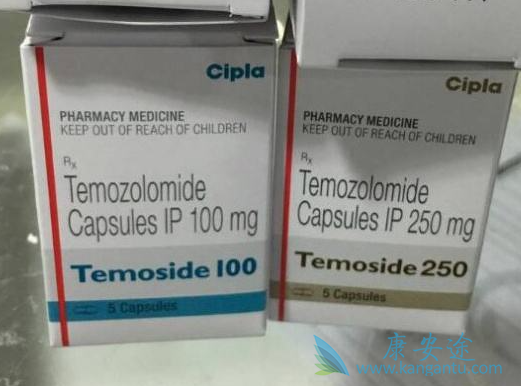 Cipla
PHARMACY MEDICINE
KEEP OUT OF REACH OF CHILDREN
Rx
Temozolomide
Capsules IP 100 mg
Temoside 100
5 Capsules
Cipla
PHARMACY MEDICINE
KEEP OUT OF REACH OF CHILDREN
Rx
Temozolomide
Capsules IP 250 mg
Temoside 250
5 Capsules
康安途
www.kangantu.com